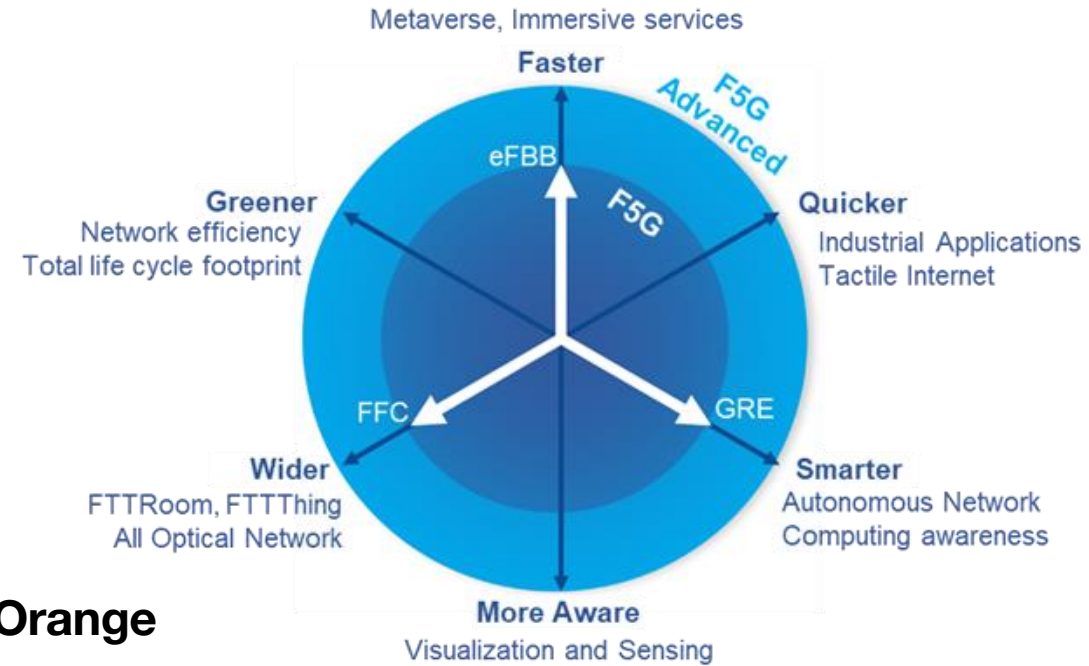 Metaverse, Immersive services
Faster
F5G
Advanced
eFBB
F5G
Greener
Network efficiency
Total life cycle footprint
Quicker
Industrial Applications
Tactile Internet
FFC
GRE
Wider
FTTRoom, FTTThing
All Optical Network
Smarter
Autonomous Network
Computing awareness
More Aware
Visualization and Sensing
Orange